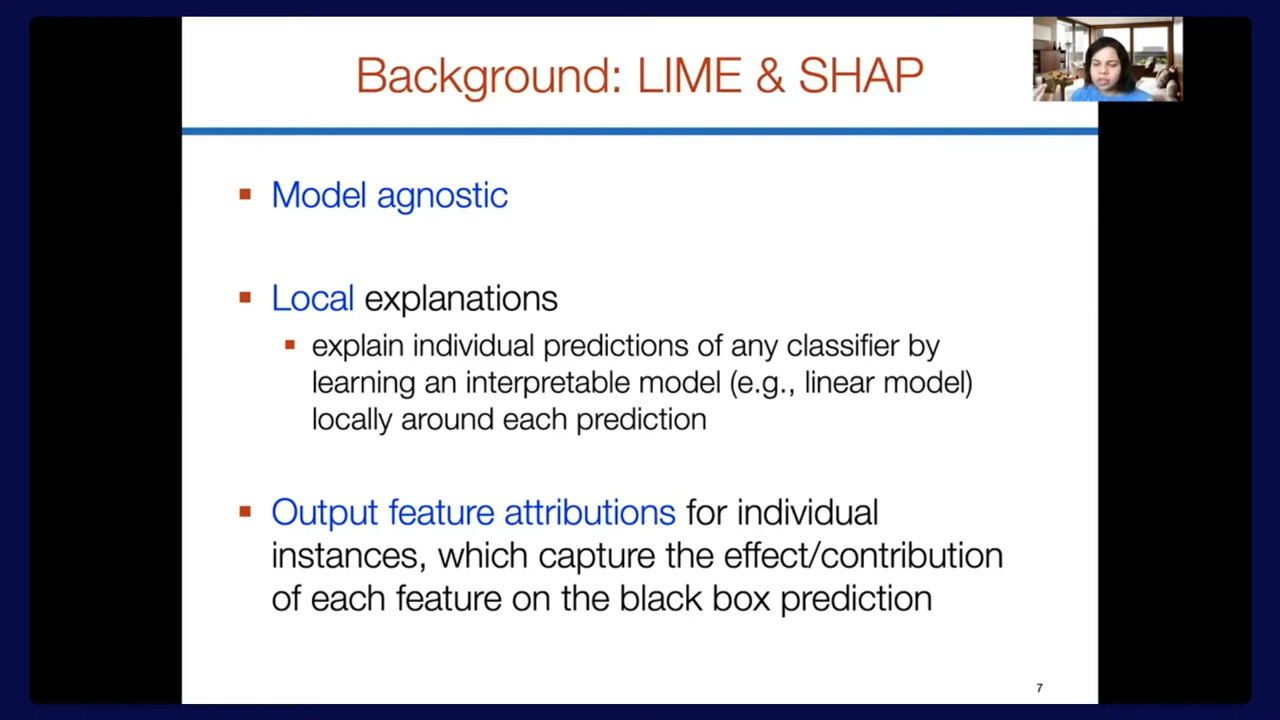 Background: LIME & SHAP
Model agnostic
Local explanations
explain individual predictions of any classifier by
learning an interpretable model (e.g., linear model)
locally around each prediction
Output feature attributions for individual
instances, which capture the effect/contribution
of each feature on the black box prediction
7